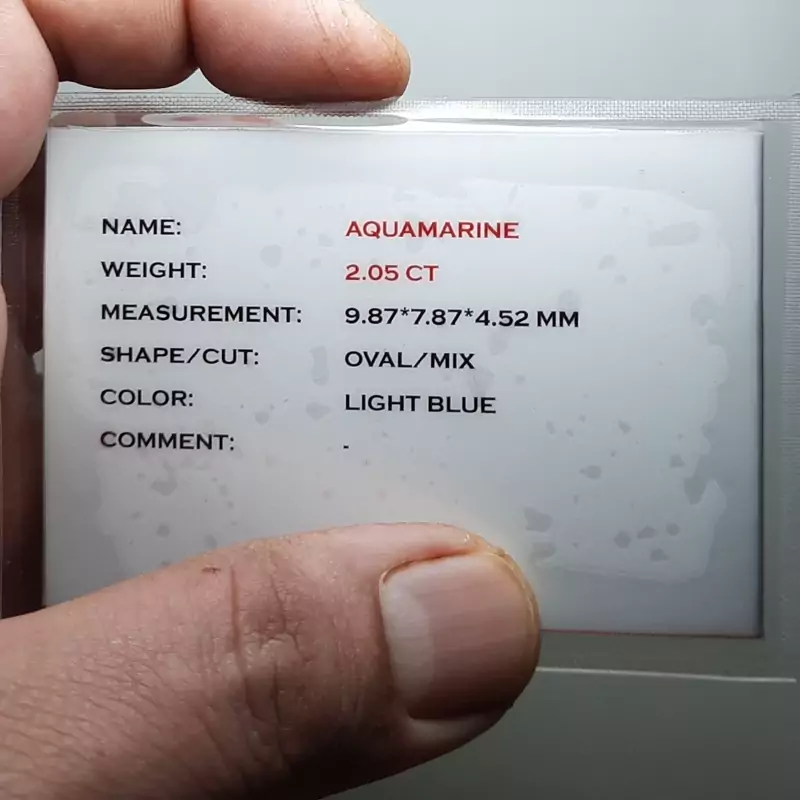 NAME: AQUAMARINE
WEIGHT: 2.05 CT
MEASUREMENT: 9.87*7.87*4.52 MM
SHAPE/CUT: OVAL/MIX
COLOR: LIGHT BLUE
COMMENT: -